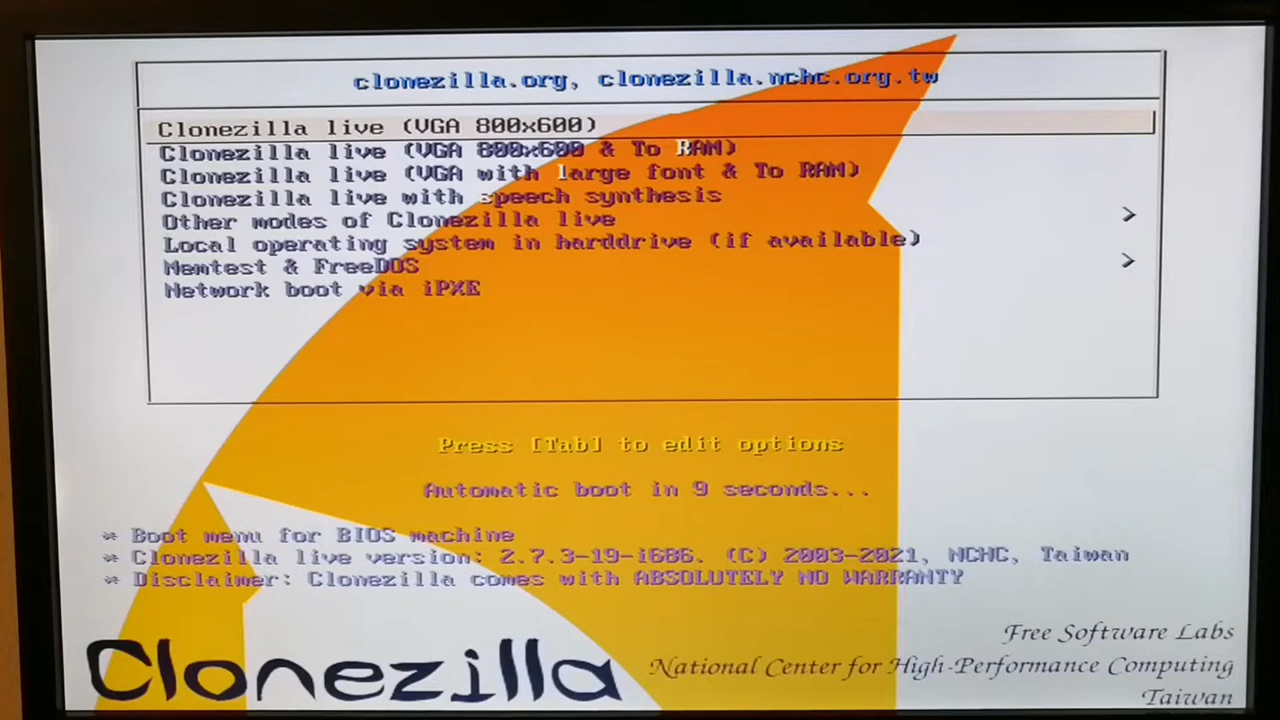 clonezilla.org, clonezilla.nchc.org.tw
Clonezilla live (VGA 800x600)
Clonezilla live (VGA 800x600 & To RAM)
Clonezilla live (VGA with large font & To RAM)
Clonezilla live with speech synthesis
Other modes of Clonezilla live >
Local operating system in harddrive (if available)
Memtest & FreeDOS >
Network boot via iPXE
Press [Tab] to edit options
Automatic boot in 9 seconds...
* Boot menu for BIOS machine
* Clonezilla live version: 2.7.3-19-i686. (C) 2003-2021, NCHC, Taiwan
* Disclaimer: Clonezilla comes with ABSOLUTELY NO WARRANTY
Clonezilla
Free Software Labs
National Center for High-Performance Computing
Taiwan